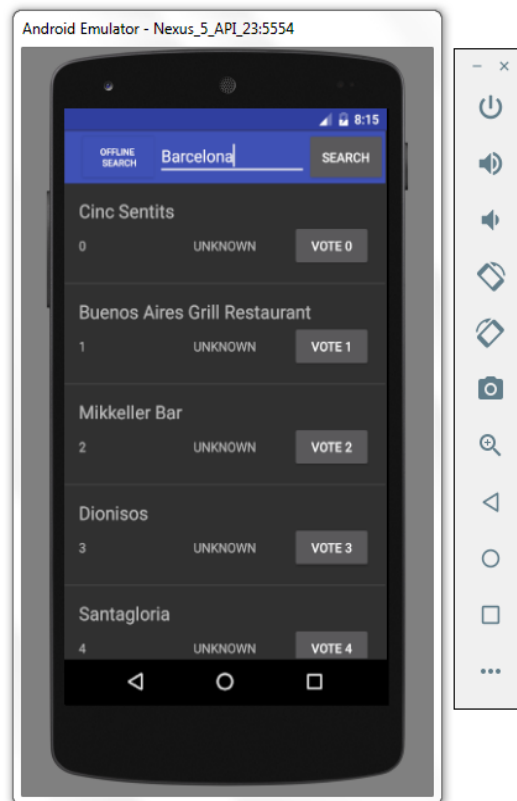 Android Emulator - Nexus_5_API_23:5554
8:15
OFFLINE SEARCH
Barcelona
SEARCH
Cinc Sentits
0 UNKNOWN VOTE 0
Buenos Aires Grill Restaurant
1 UNKNOWN VOTE 1
Mikkeller Bar
2 UNKNOWN VOTE 2
Dionisos
3 UNKNOWN VOTE 3
Santagloria
4 UNKNOWN VOTE 4